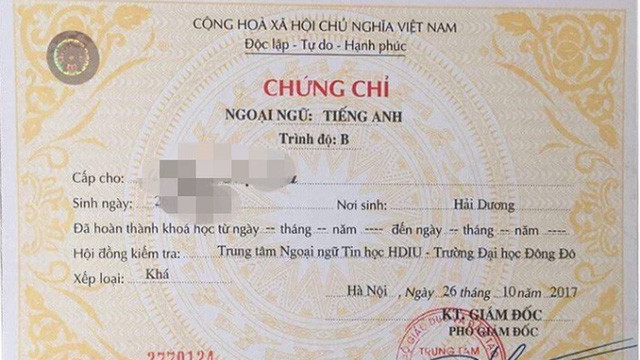 CỘNG HOÀ XÃ HỘI CHỦ NGHĨA VIỆT NAM
Độc lập - Tự do - Hạnh phúc
CHỨNG CHỈ
NGOẠI NGỮ: TIẾNG ANH
Trình độ: B
Cấp cho:
Sinh ngày: Nơi sinh: Hải Dương
Đã hoàn thành khoá học từ ngày -- tháng -- năm ---- đến ngày -- tháng -- năm ----
Hội đồng kiểm tra: Trung tâm Ngoại ngữ Tin học HDIU - Trường Đại học Đông Đô
Xếp loại: Khá
Hà Nội, Ngày 26 tháng 10 năm 2017
KT. GIÁM ĐỐC
PHÓ GIÁM ĐỐC
TRUNG TÂM
2770124